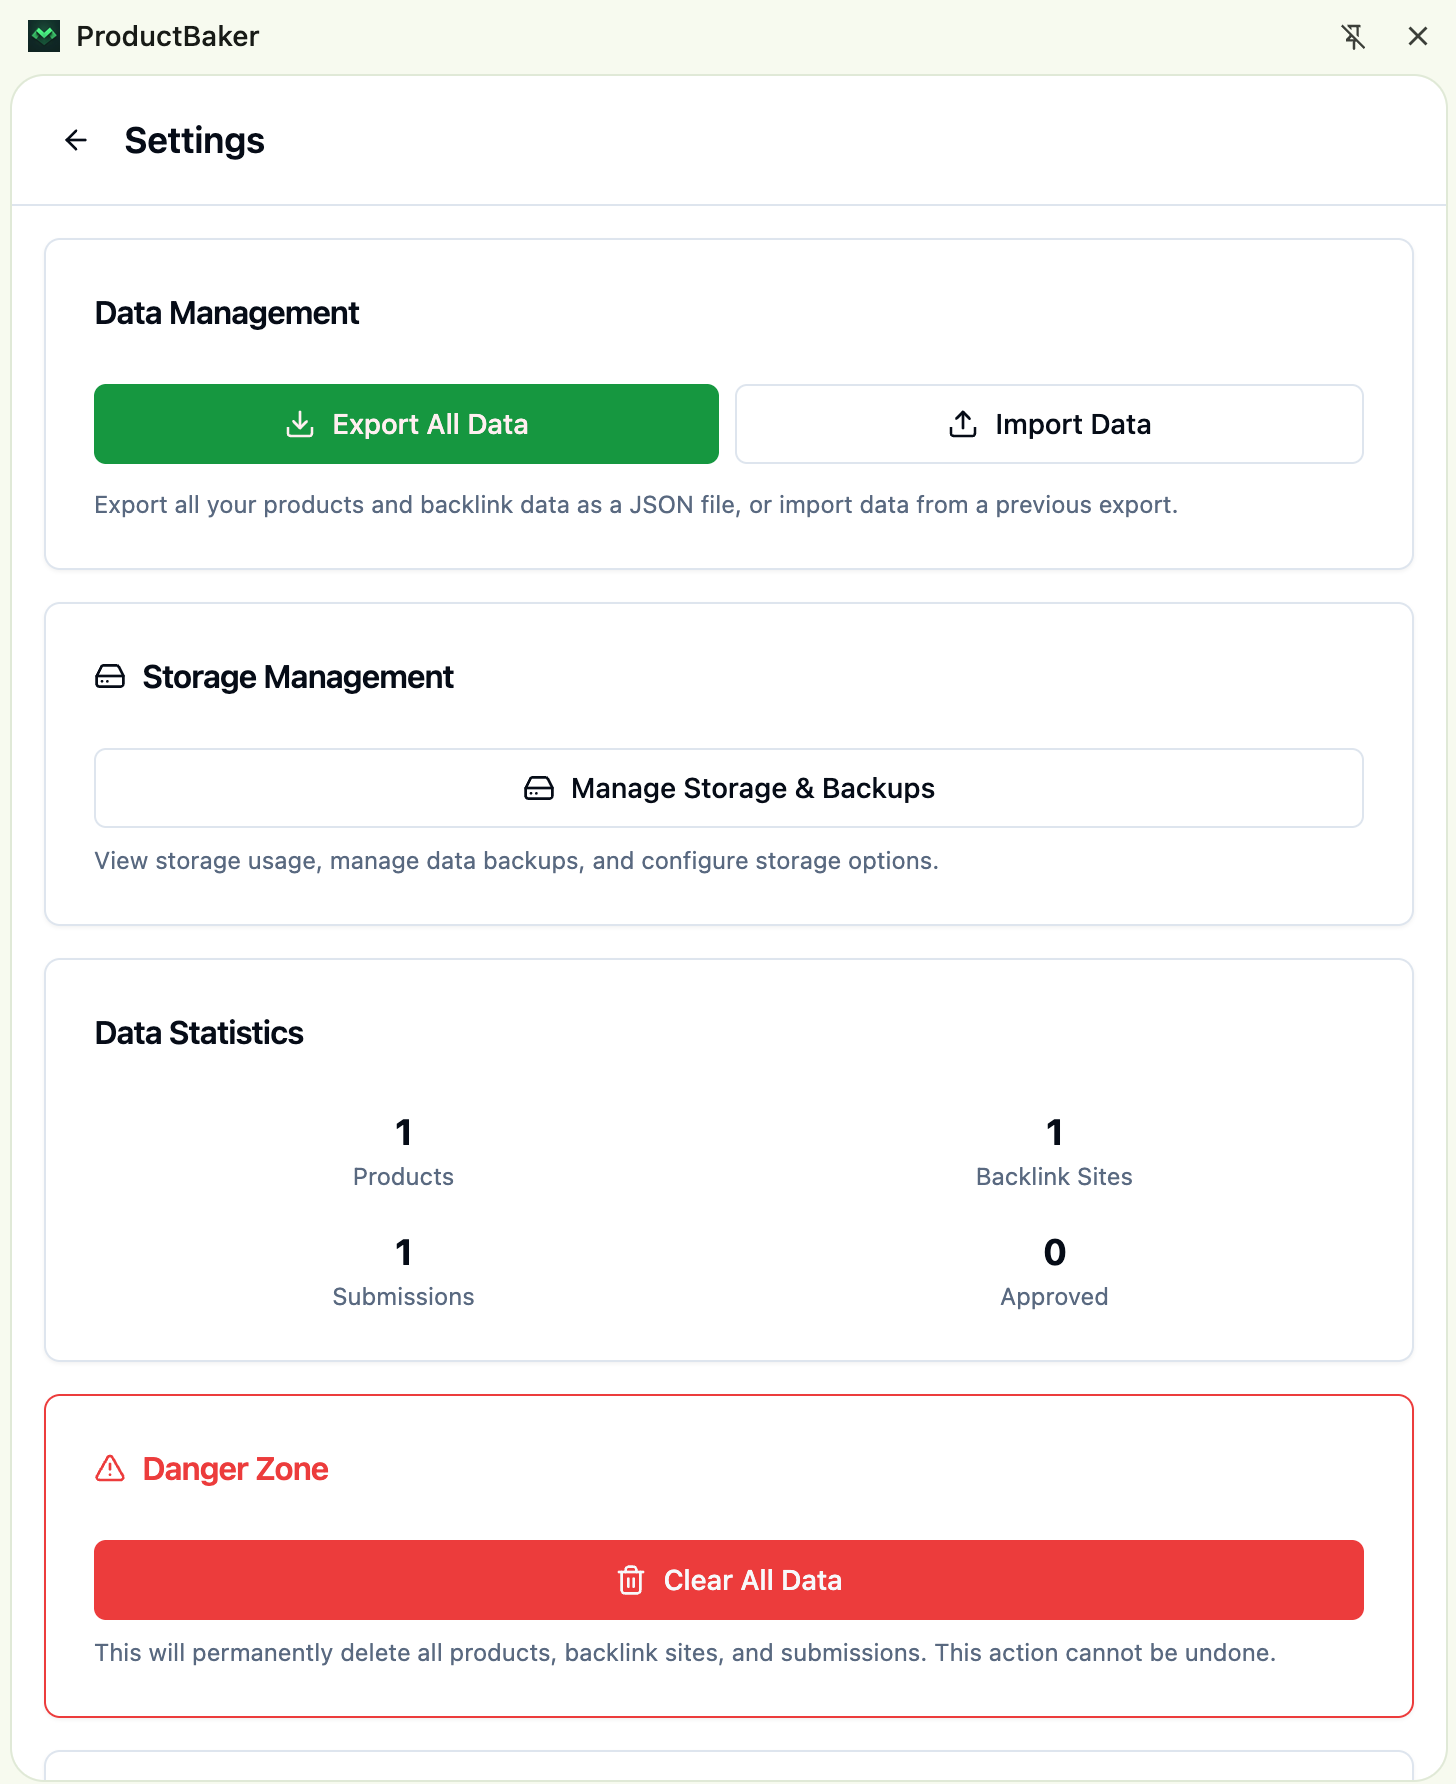 ProductBaker
Settings
Data Management
Export All Data
Import Data
Export all your products and backlink data as a JSON file, or import data from a previous export.
Storage Management
Manage Storage & Backups
View storage usage, manage data backups, and configure storage options.
Data Statistics
1
Products
1
Backlink Sites
1
Submissions
0
Approved
Danger Zone
Clear All Data
This will permanently delete all products, backlink sites, and submissions. This action cannot be undone.